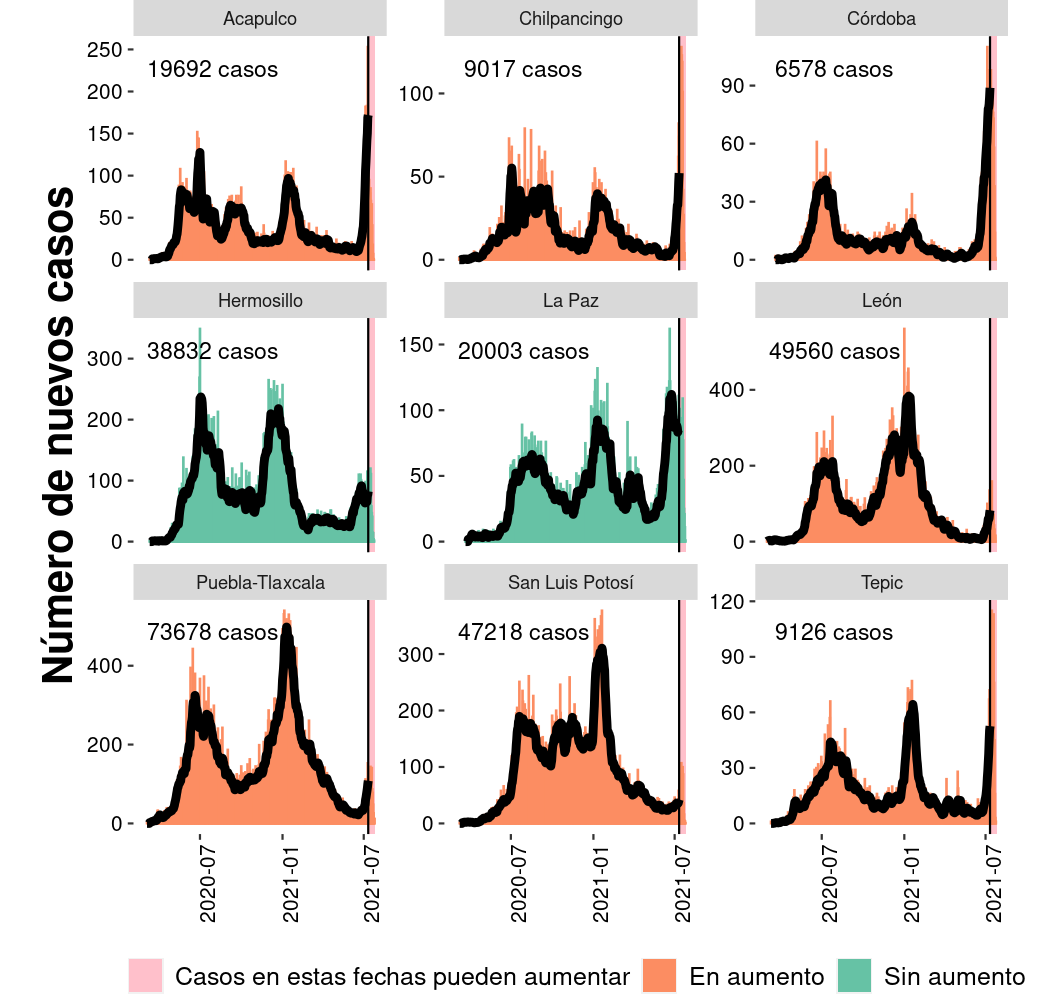 Número de nuevos casos
Acapulco
Chilpancingo
Córdoba
19692 casos
9017 casos
6578 casos
250
200
150
100
50
0
100
50
0
90
60
30
0
Hermosillo
La Paz
León
38832 casos
20003 casos
49560 casos
300
200
100
0
150
100
50
0
400
200
0
Puebla-Tlaxcala
San Luis Potosí
Tepic
73678 casos
47218 casos
9126 casos
400
200
0
300
200
100
0
120
90
60
30
0
2020-07
2021-01
2021-07
2020-07
2021-01
2021-07
2020-07
2021-01
2021-07
Casos en estas fechas pueden aumentar
En aumento
Sin aumento